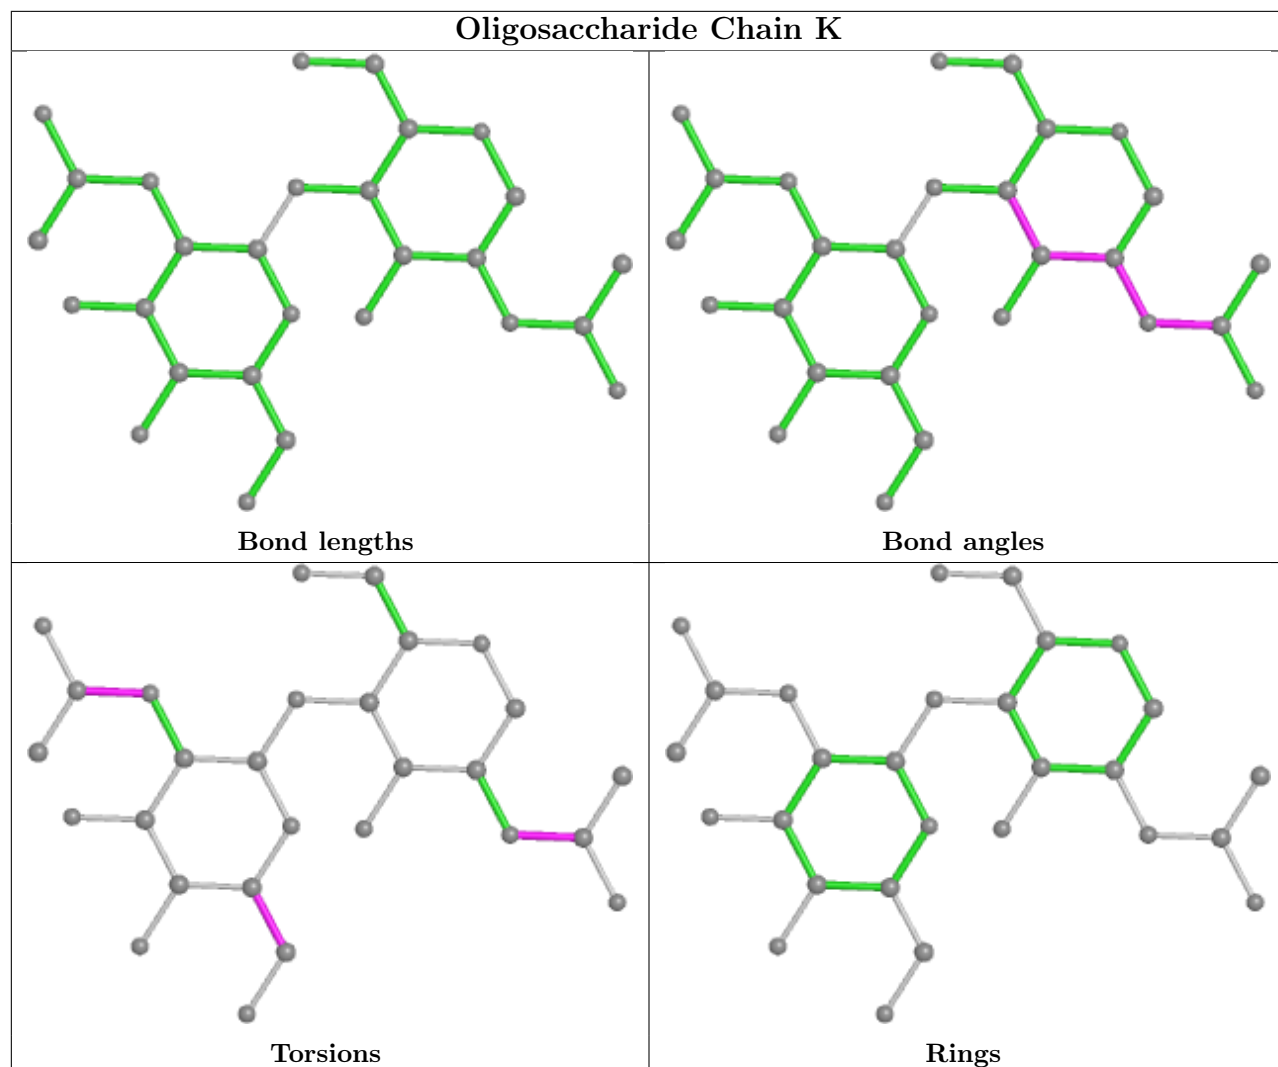 Oligosaccharide Chain K
Bond lengths
Bond angles
Torsions
Rings